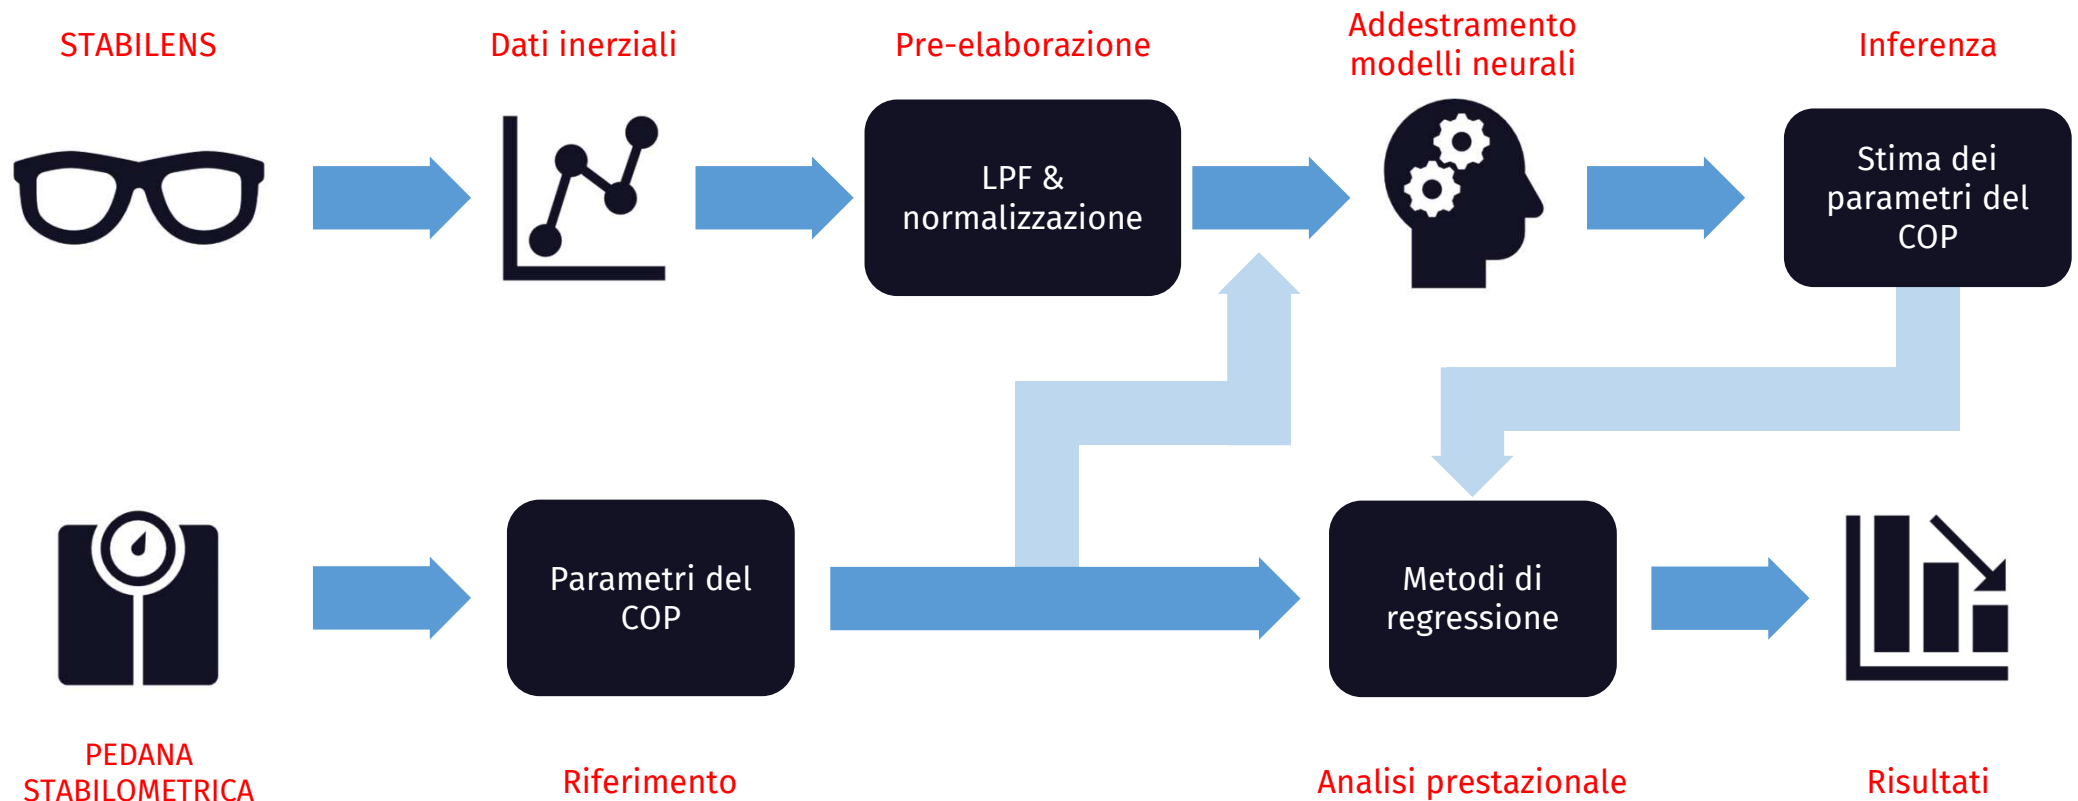 STABILENS
Dati inerziali
Pre-elaborazione
Addestramento
modelli neurali
Inferenza
LPF &
normalizzazione
Stima dei
parametri del
COP
Parametri del
COP
Metodi di
regressione
PEDANA
STABILOMETRICA
Riferimento
Analisi prestazionale
Risultati